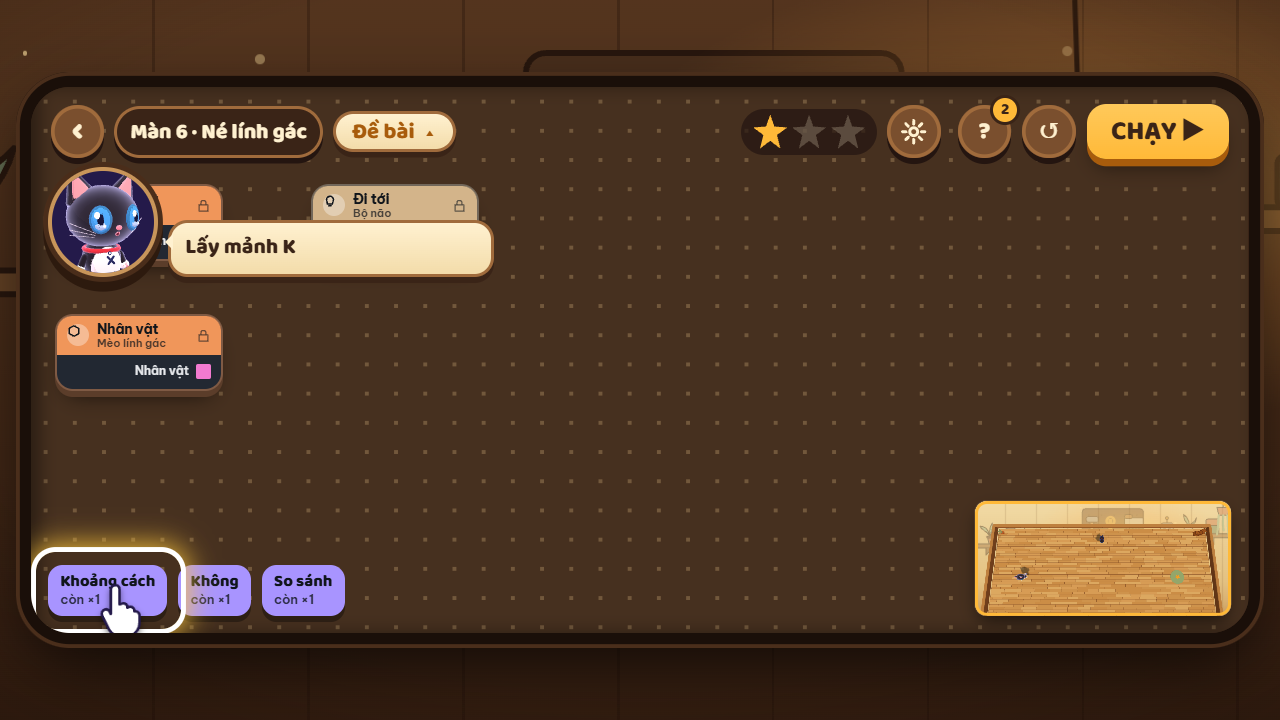 Màn 6 · Né lính gác
Đề bài
2
?
CHẠY
Đi tới
Bộ não
Lấy mảnh K
Nhân vật
Mèo lính gác
Nhân vật
Khoảng cách
còn ×1
Không
còn ×1
So sánh
còn ×1